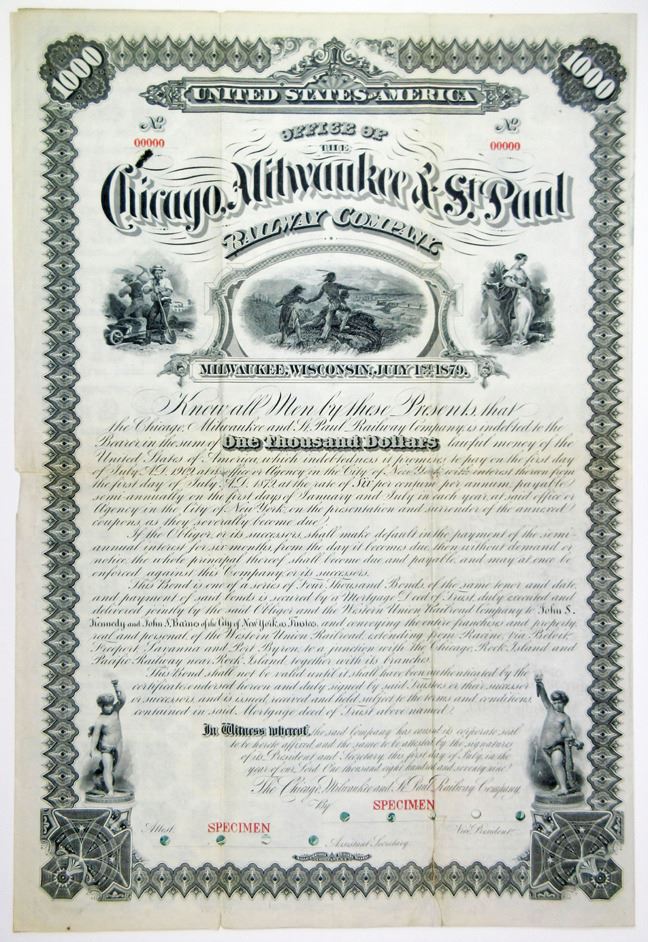 1000 1000
UNITED STATES OF AMERICA
No No
00000 00000
OFFICE OF
THE
Chicago, Milwaukee & St. Paul
RAILWAY COMPANY.
MILWAUKEE, WISCONSIN, JULY 1st 1879.
Know all Men by these Presents, that
the Chicago, Milwaukee and St. Paul Railway Company, is indebted to the
Bearer in the sum of One Thousand Dollars lawful money of the
United States of America, which indebtedness it promises to pay on the first day
of July A.D. 1909, at its office or Agency in the City of New York, with interest thereon from
the first day of July A.D. 1879, at the rate of Six per centum per annum, payable
semi-annually on the first days of January and July in each year, at said office or
Agency in the City of New York, on the presentation and surrender of the annexed
coupons as they severally become due.
If the Obligor, or its successors, shall make default in the payment of the semi-
annual interest for six months, from the day it becomes due, then without demand or
notice, the whole principal thereof shall become due and payable, and may at once be
enforced against this Company or its successors.
This Bond is one of a series of Four Thousand Bonds of the same tenor and date
and payment of said Bonds is secured by a Mortgage Deed of Trust, duly executed and
delivered jointly by the said Obligor and the Western Union Railroad Company to John S.
Kennedy and John S. Barnes of the City of New York, as Trustees, and conveying the entire franchises and property,
real and personal of the Western Union Railroad, extending from Racine, via Beloit,
Freeport, Savanna and Port Byron, to a junction with the Chicago, Rock Island and
Pacific Railway near Rock Island, together with its branches.
This Bond shall not be valid until it shall have been authenticated by the
certificate endorsed hereon and duly signed by said Trustees or their successor
or successors, and is issued received and held subject to the terms and conditions
contained in said Mortgage deed of Trust above named.
In Witness whereof, the said Company has caused its corporate seal
to be hereto affixed and the same to be attested by the signatures
of its President and Secretary, this first day of July, in the
year of our Lord One thousand eight hundred and seventy nine.
The Chicago, Milwaukee and St. Paul Railway Company
By SPECIMEN
Vice President.
Attest SPECIMEN
Assistant Secretary.